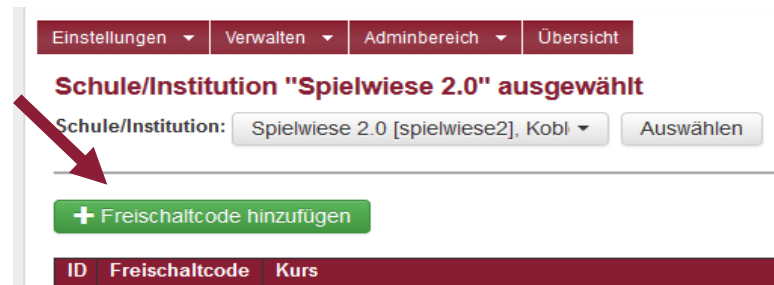 Einstellungen Verwalten Adminbereich Übersicht
Schule/Institution "Spielwiese 2.0" ausgewählt
Schule/Institution: Spielwiese 2.0 [spielwiese2], Kobl Auswählen
Freischaltcode hinzufügen
ID Freischaltcode Kurs